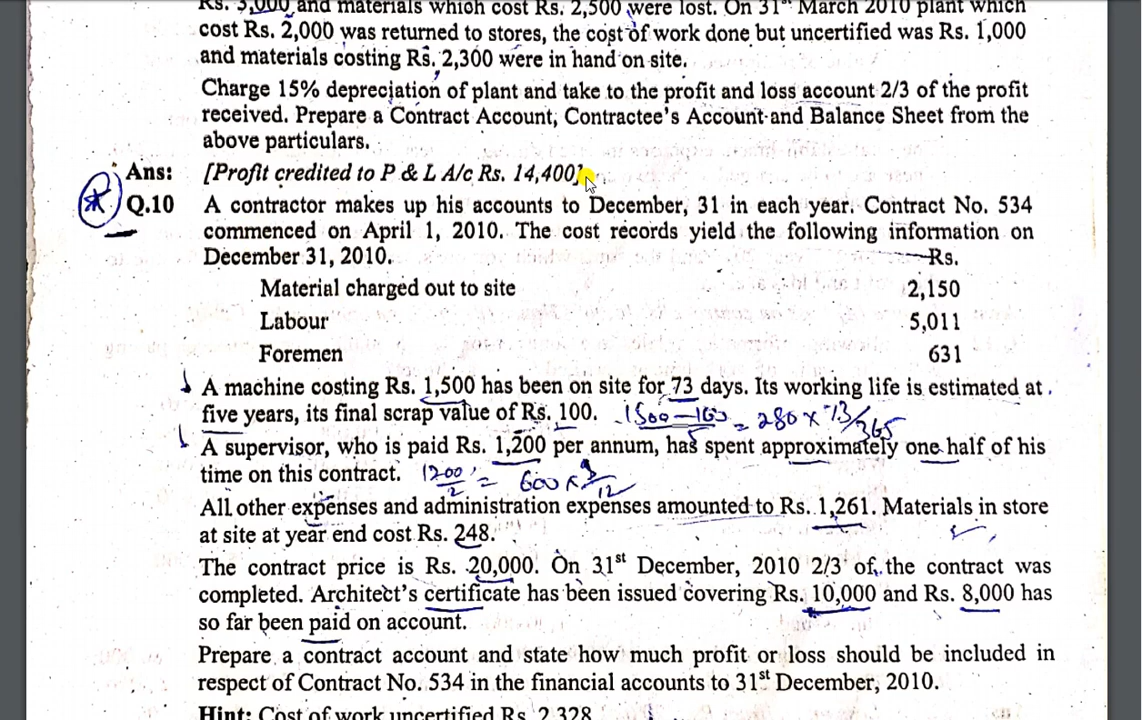 Rs. 5,000 and materials which cost Rs. 2,500 were lost. On 31st March 2010 plant which
cost Rs. 2,000 was returned to stores, the cost of work done but uncertified was Rs. 1,000
and materials costing Rs. 2,300 were in hand on site.
Charge 15% depreciation of plant and take to the profit and loss account 2/3 of the profit
received. Prepare a Contract Account, Contractee's Account and Balance Sheet from the
above particulars.
Ans: [Profit credited to P & L A/c Rs. 14,400]
Q.10 A contractor makes up his accounts to December, 31 in each year. Contract No. 534
commenced on April 1, 2010. The cost records yield the following information on
December 31, 2010. Rs.
Material charged out to site 2,150
Labour 5,011
Foremen 631
A machine costing Rs. 1,500 has been on site for 73 days. Its working life is estimated at
five years, its final scrap value of Rs. 100. 1500-100/5 = 280 x 73/365
A supervisor, who is paid Rs. 1,200 per annum, has spent approximately one half of his
time on this contract. 1200/2 = 600 x 9/12
All other expenses and administration expenses amounted to Rs. 1,261. Materials in store
at site at year end cost Rs. 248.
The contract price is Rs. 20,000. On 31st December, 2010 2/3 of the contract was
completed. Architect's certificate has been issued covering Rs. 10,000 and Rs. 8,000 has
so far been paid on account.
Prepare a contract account and state how much profit or loss should be included in
respect of Contract No. 534 in the financial accounts to 31st December, 2010.
Hint: Cost of work uncertified Rs. 2,328